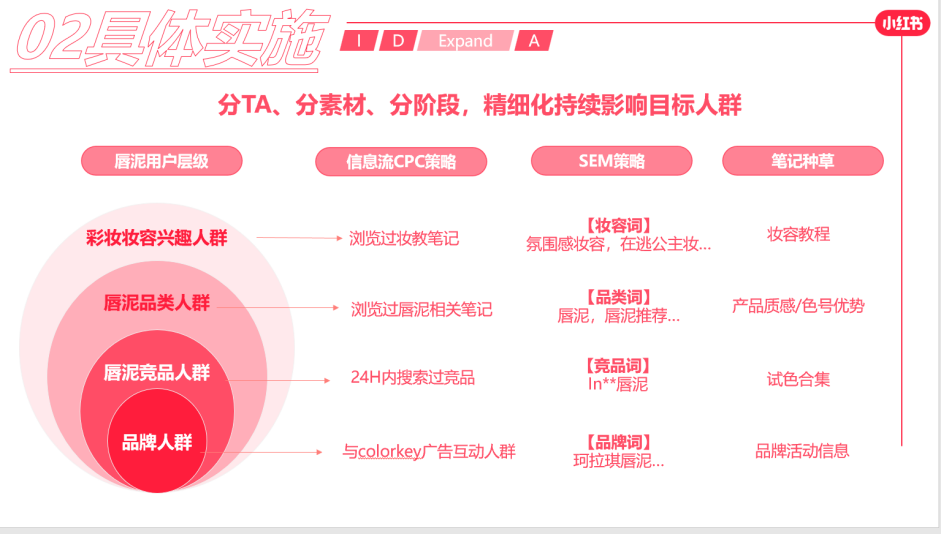 02具体实施
I D Expand A
小红书
分TA、分素材、分阶段，精细化持续影响目标人群
唇泥用户层级 信息流CPC策略 SEM策略 笔记种草
彩妆妆容兴趣人群 浏览过妆教笔记 【妆容词】 妆容教程
氛围感妆容，在逃公主妆...
唇泥品类人群 浏览过唇泥相关笔记 【品类词】 产品质感/色号优势
唇泥，唇泥推荐...
唇泥竞品人群 24H内搜索过竞品 【竞品词】 试色合集
In**唇泥
品牌人群 与colorkey广告互动人群 【品牌词】 品牌活动信息
珂拉琪唇泥...